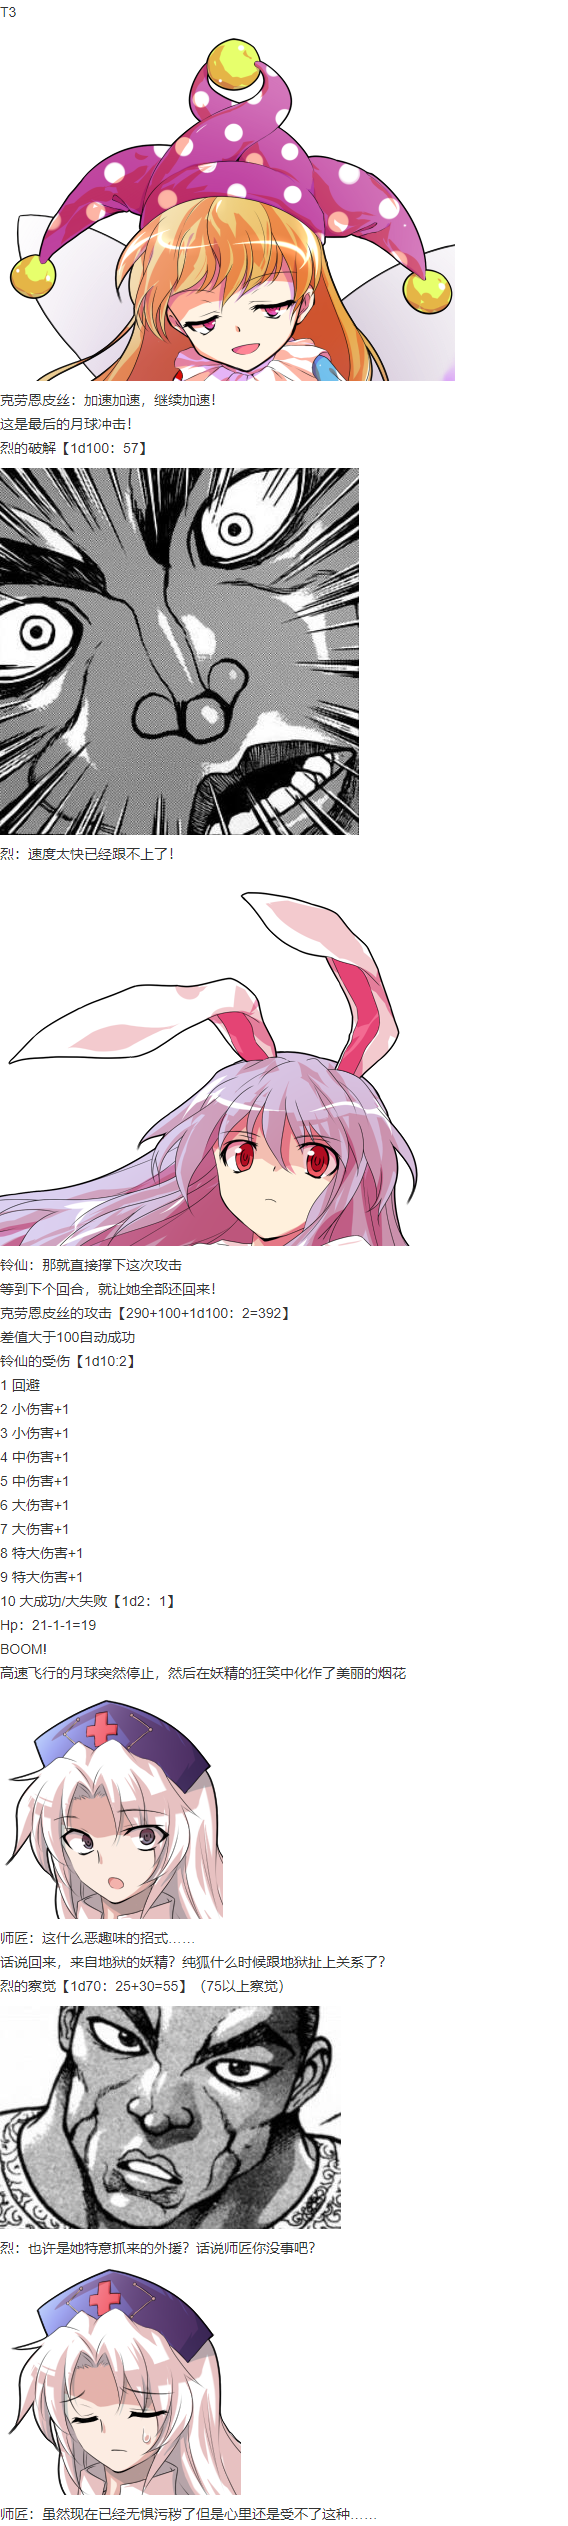 T3
克劳恩皮丝：加速加速，继续加速！
这是最后的月球冲击！
烈的破解【1d100：57】
烈：速度太快已经跟不上了！
铃仙：那就直接撑下这次攻击
等到下个回合，就让她全部还回来！
克劳恩皮丝的攻击【290+100+1d100：2=392】
差值大于100自动成功
铃仙的受伤【1d10:2】
1 回避
2 小伤害+1
3 小伤害+1
4 中伤害+1
5 中伤害+1
6 大伤害+1
7 大伤害+1
8 特大伤害+1
9 特大伤害+1
10 大成功/大失败【1d2：1】
Hp：21-1-1=19
BOOM!
高速飞行的月球突然停止，然后在妖精的狂笑中化作了美丽的烟花
师匠：这什么恶趣味的招式……
话说回来，来自地狱的妖精？纯狐什么时候跟地狱扯上关系了？
烈的察觉【1d70：25+30=55】（75以上察觉）
烈：也许是她特意抓来的外援？话说师匠你没事吧？
师匠：虽然现在已经无惧污秽了但是心里还是受不了这种……